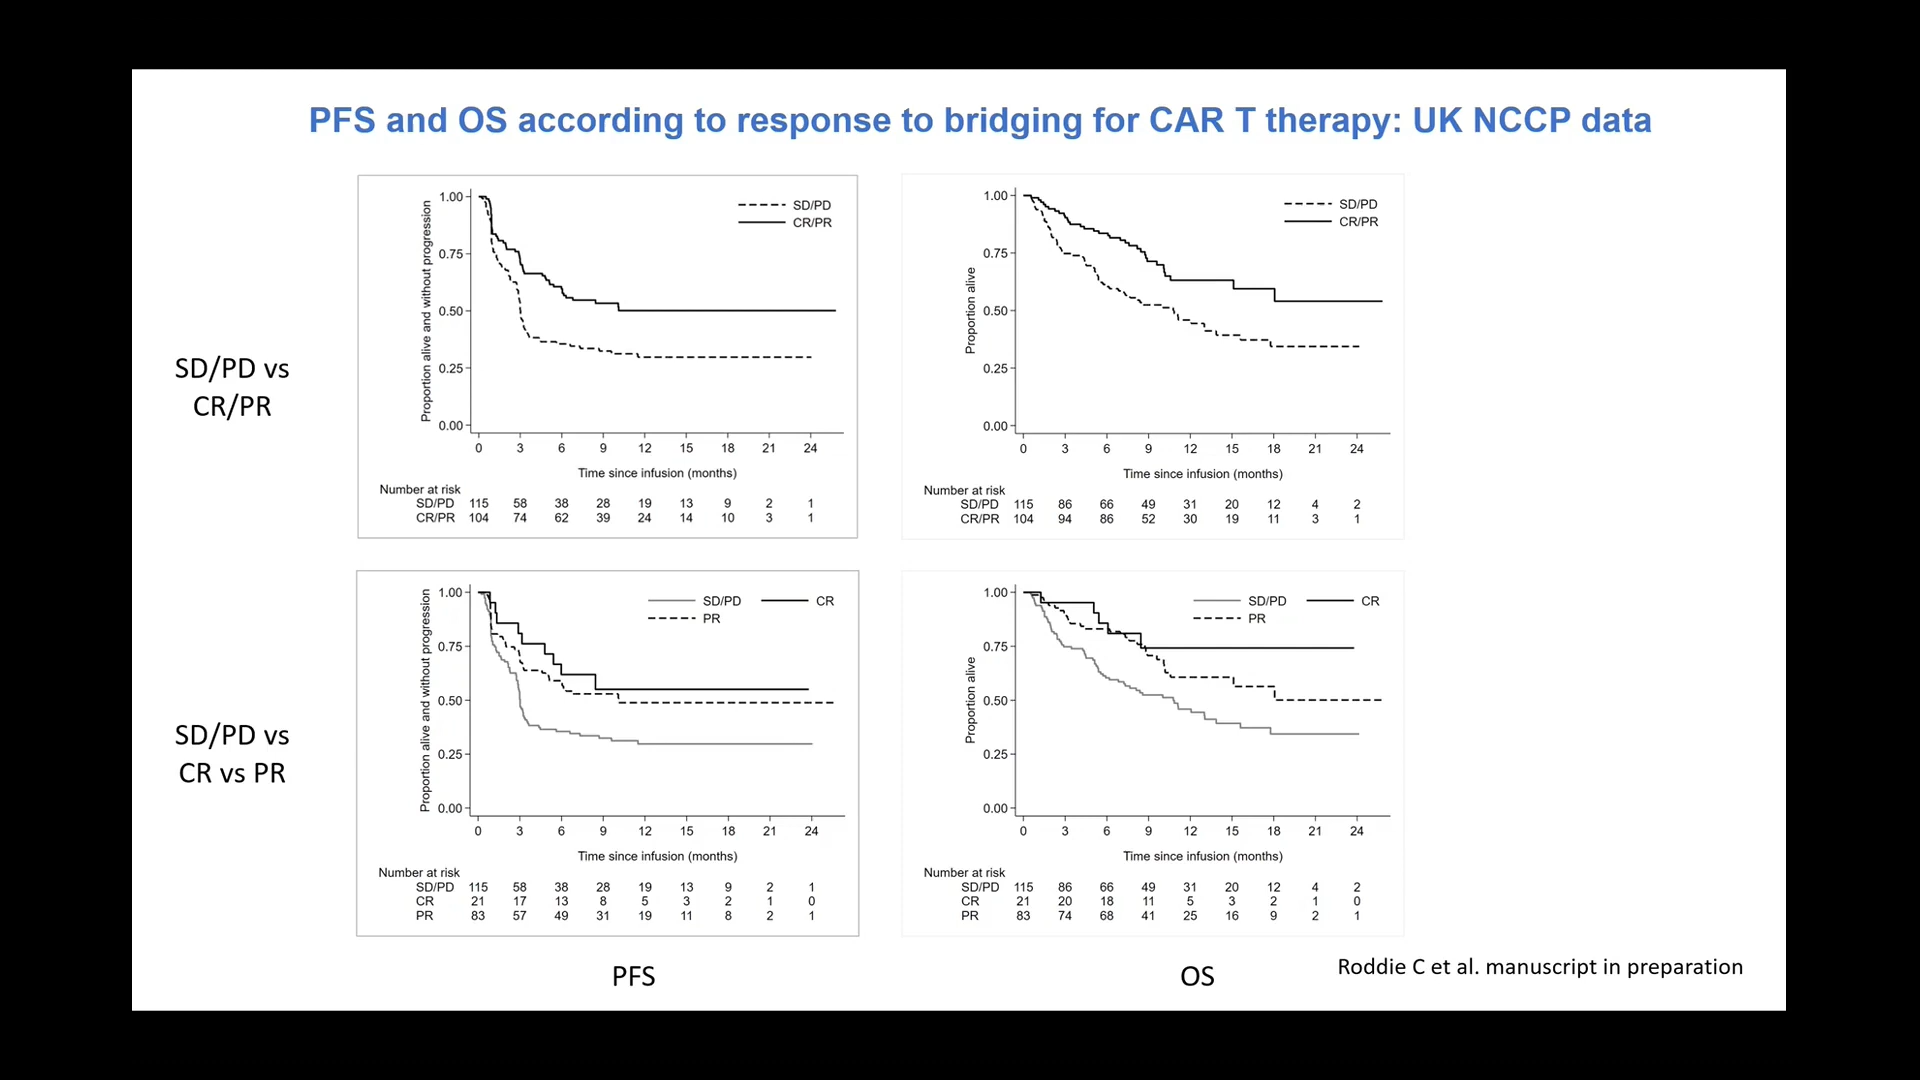 PFS and OS according to response to bridging for CAR T therapy: UK NCCP data
SD/PD vs
CR/PR
Proportion alive and without progression
1.00
0.75
0.50
0.25
0.00
SD/PD
CR/PR
0 3 6 9 12 15 18 21 24
Time since infusion (months)
Number at risk
SD/PD 115 58 38 28 19 13 9 2 1
CR/PR 104 74 62 39 24 14 10 3 1
Proportion alive
1.00
0.75
0.50
0.25
0.00
SD/PD
CR/PR
0 3 6 9 12 15 18 21 24
Time since infusion (months)
Number at risk
SD/PD 115 86 66 49 31 20 12 4 2
CR/PR 104 94 86 52 30 19 11 3 1
SD/PD vs
CR vs PR
Proportion alive and without progression
1.00
0.75
0.50
0.25
0.00
SD/PD CR
PR
0 3 6 9 12 15 18 21 24
Time since infusion (months)
Number at risk
SD/PD 115 58 38 28 19 13 9 2 1
CR 21 17 13 8 5 3 2 1 0
PR 83 57 49 31 19 11 8 2 1
Proportion alive
1.00
0.75
0.50
0.25
0.00
SD/PD CR
PR
0 3 6 9 12 15 18 21 24
Time since infusion (months)
Number at risk
SD/PD 115 86 66 49 31 20 12 4 2
CR 21 20 18 11 5 3 2 1 0
PR 83 74 68 41 25 16 9 2 1
PFS
OS
Roddie C et al. manuscript in preparation